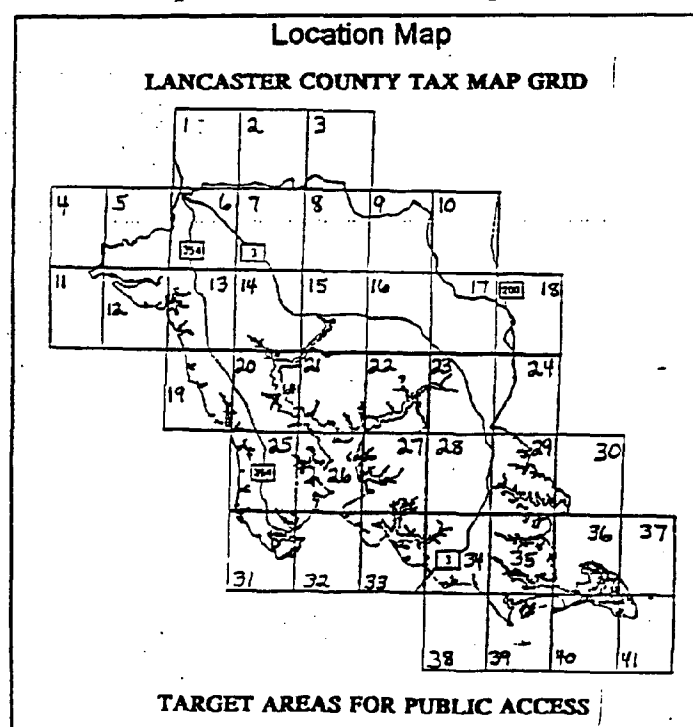 Location Map
LANCASTER COUNTY TAX MAP GRID
1 2 3
4 5 6 7 8 9 10
354 3
11 12 13 14 15 16 17 200 18
19 20 21 22 23 24
25 26 27 28 29 30
354
31 32 33 3 34 35 36 37
38 39 40 41
TARGET AREAS FOR PUBLIC ACCESS